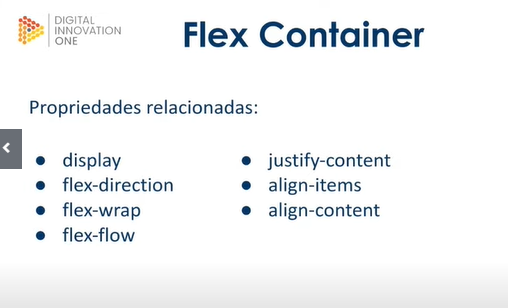 DIGITAL
INNOVATION
ONE
Flex Container
Propriedades relacionadas:
● display
● flex-direction
● flex-wrap
● flex-flow
● justify-content
● align-items
● align-content